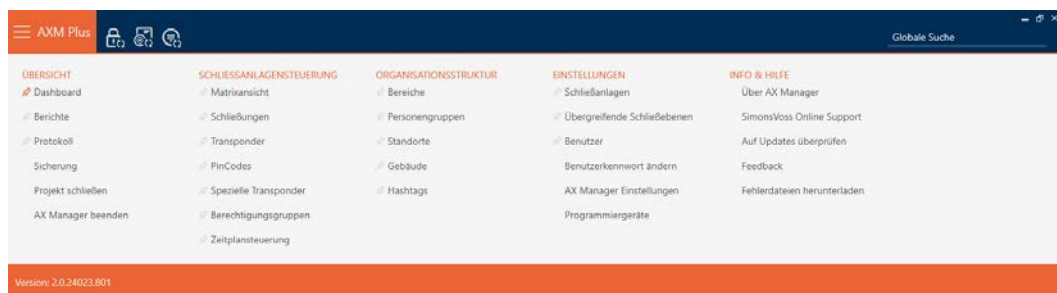 AXM Plus
Globale Suche
ÜBERSICHT
Dashboard
Berichte
Protokoll
Sicherung
Projekt schließen
AX Manager beenden
SCHLIESSANLAGENSTEUERUNG
Matrixansicht
Schließungen
Transponder
PinCodes
Spezielle Transponder
Berechtigungsgruppen
Zeitplansteuerung
ORGANISATIONSSTRUKTUR
Bereiche
Personengruppen
Standorte
Gebäude
Hashtags
EINSTELLUNGEN
Schließanlagen
Übergreifende Schließebenen
Benutzer
Benutzerkennwort ändern
AX Manager Einstellungen
Programmiergeräte
INFO & HILFE
Über AX Manager
SimonsVoss Online Support
Auf Updates überprüfen
Feedback
Fehlerdateien herunterladen
Version: 2.0.24023.801